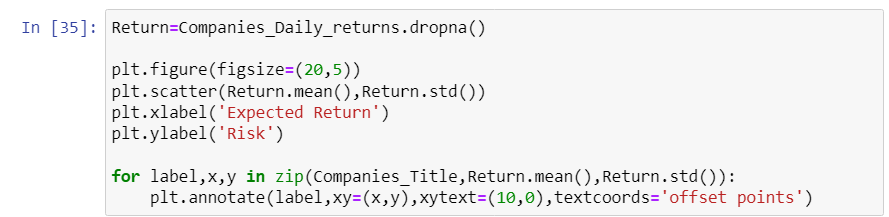 In [35]: Return=Companies_Daily_returns.dropna()
plt.figure(figsize=(20,5))
plt.scatter(Return.mean(),Return.std())
plt.xlabel('Expected Return')
plt.ylabel('Risk')
for label,x,y in zip(Companies_Title,Return.mean(),Return.std()):
    plt.annotate(label,xy=(x,y),xytext=(10,0),textcoords='offset points')